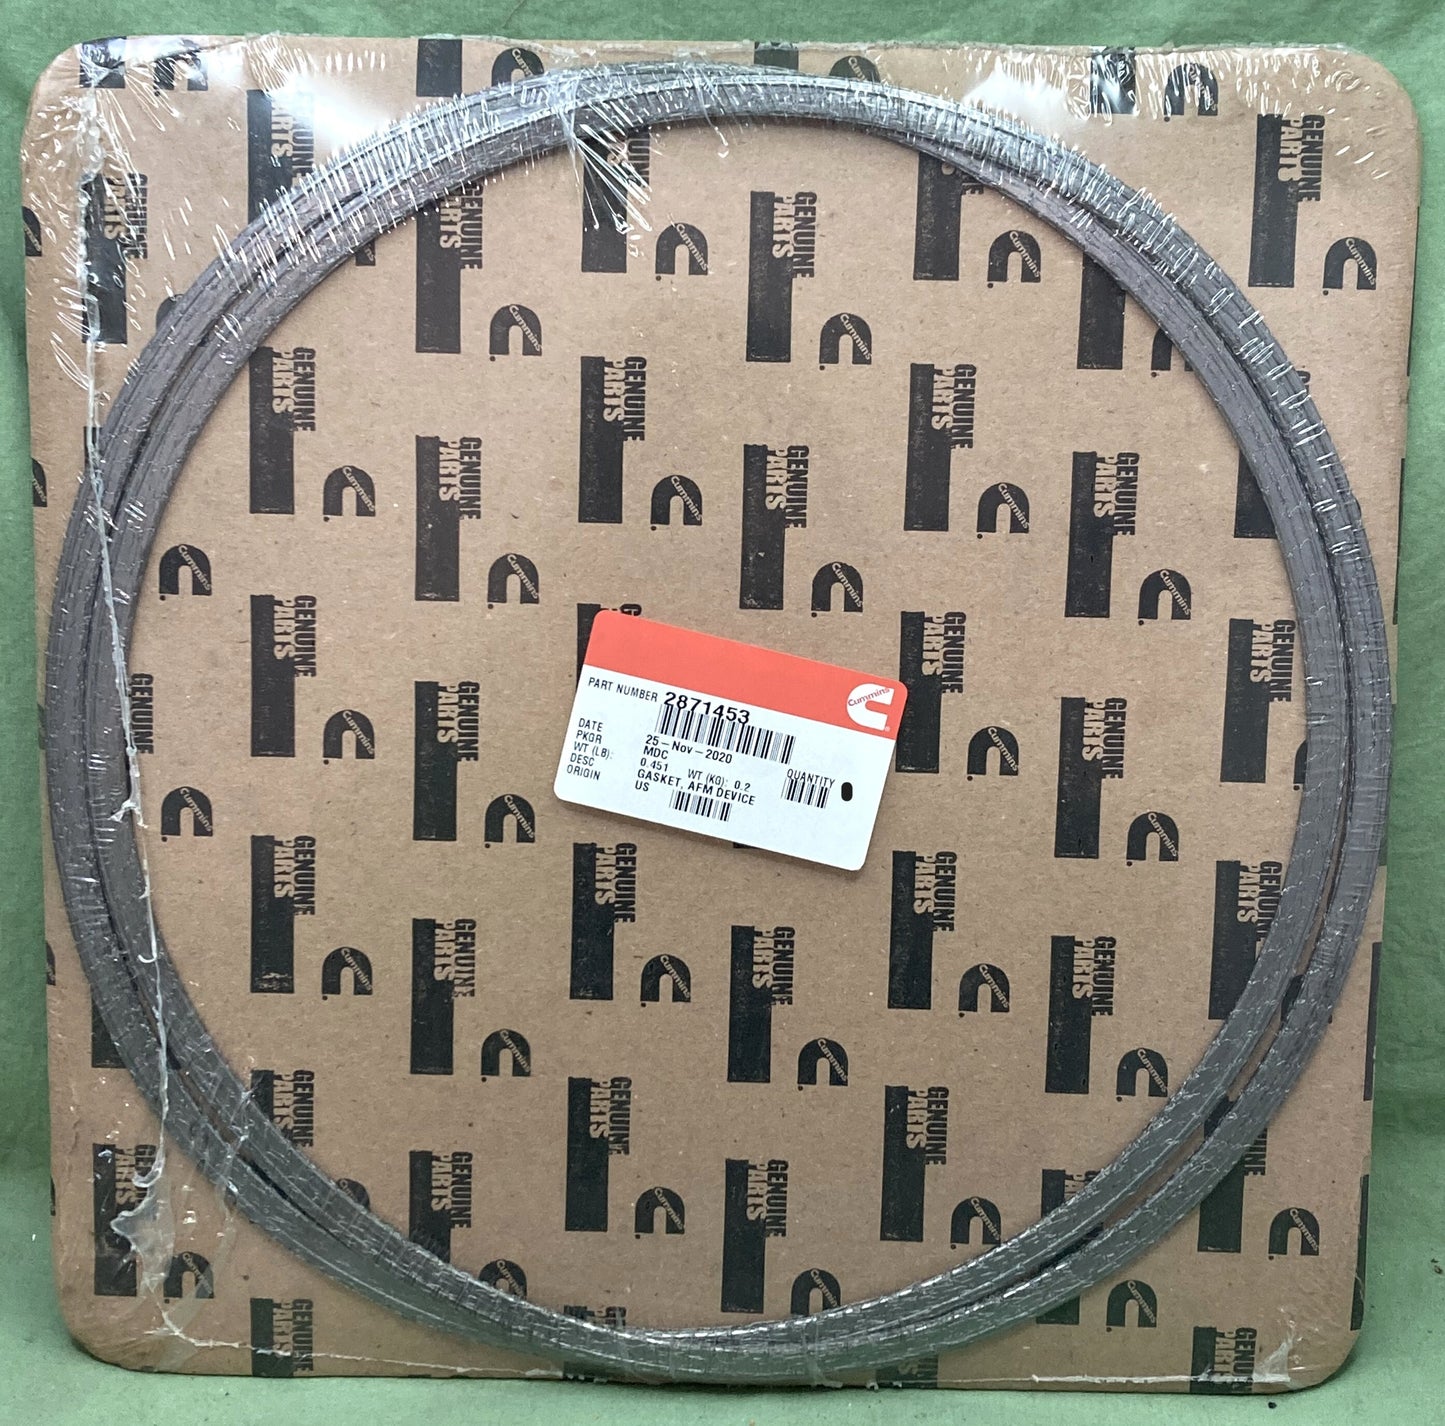 Cummins
PART NUMBER 2871453
DATE 25-Nov-2020
PKGR MDC
WT (LB): 0.451 WT (KG): 0.2
DESC GASKET, AFM DEVICE
ORIGIN US
QUANTITY
GENUINE
PARTS
Cummins